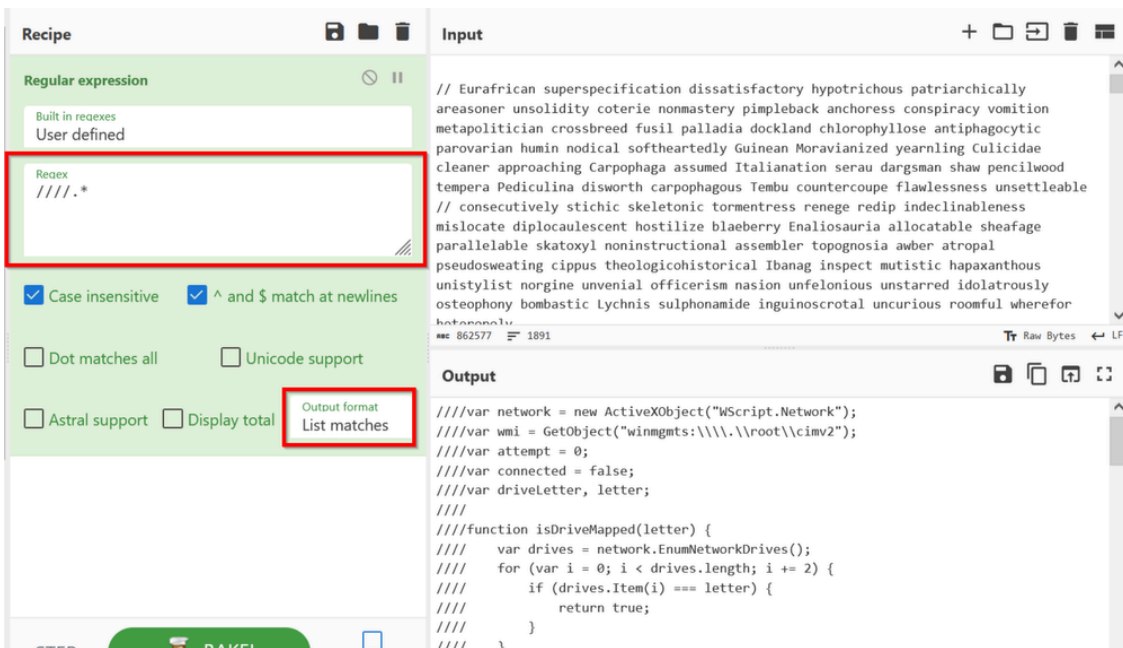 Recipe
Regular expression
Built in regexes
User defined
Regex
////.*
Case insensitive
^ and $ match at newlines
Dot matches all
Unicode support
Astral support
Display total
Output format
List matches
STEP
BAKE!
Input
// Eurafrican superspecification dissatisfactory hypotrichous patriarchically
areasoner unsolidity coterie nonmastery pimpleback anchoress conspiracy vomition
metapolitician crossbreed fusil palladia dockland chlorophyllose antiphagocytic
parovarian humin nodical softheartedly Guinean Moravianized yearnling Culicidae
cleaner approaching Carpophaga assumed Italianation serau dargsman shaw pencilwood
tempera Pediculina disworth carpophagous Tembu countercoupe flawlessness unsettleable
// consecutively stichic skeletonic tormentress renege redip indeclinableness
mislocate diplocaulescent hostilize blaeberry Enaliosauria allocatable sheafage
parallelable skatoxyl noninstructional assembler topognosia awber atropal
pseudosweating cippus theologicohistorical Ibanag inspect mutistic hapaxanthous
unistylist norgine unvenial officerism nasion unfelonious unstarred idolatrously
osteophony bombastic Lychnis sulphonamide inguinoscrotal uncurious roomful wherefor
ABC 862577 1891
Tт Raw Bytes LF
Output
////var network = new ActiveXObject("WScript.Network");
////var wmi = GetObject("winmgmts:\\\\.\\root\\cimv2");
////var attempt = 0;
////var connected = false;
////var driveLetter, letter;
////
////function isDriveMapped(letter) {
////    var drives = network.EnumNetworkDrives();
////    for (var i = 0; i < drives.length; i += 2) {
////        if (drives.Item(i) === letter) {
////            return true;
////        }
////    }